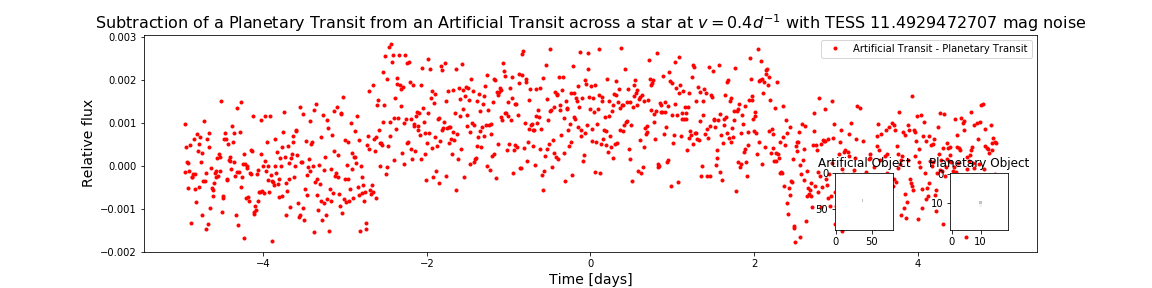 Subtraction of a Planetary Transit from an Artificial Transit across a star at v = 0.4d⁻¹ with TESS 11.4929472707 mag noise
Artificial Transit - Planetary Transit
Relative flux
0.003
0.002
0.001
0.000
−0.001
−0.002
Artificial Object
0
50
0 50
Planetary Object
0
10
0 10
−4 −2 0 2 4
Time [days]